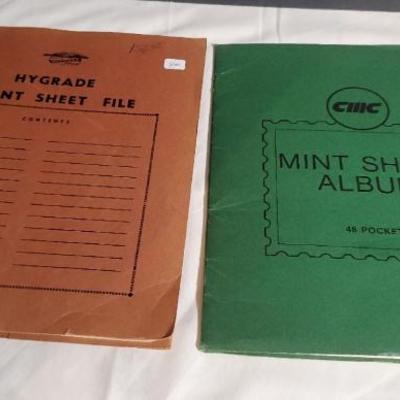 HYGRADE
NT SHEET FILE
CONTENTS
CMC
MINT SH
ALBU
48 POCKET